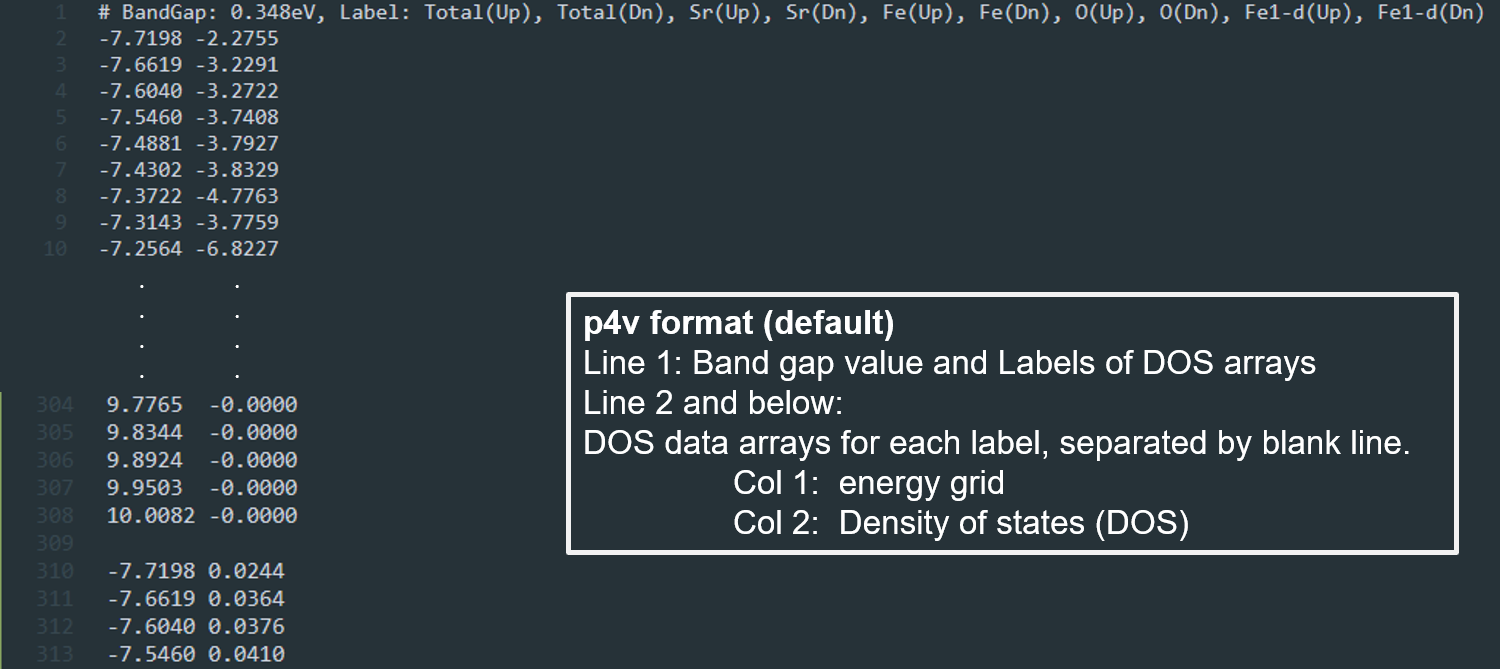 1 # BandGap: 0.348eV, Label: Total(Up), Total(Dn), Sr(Up), Sr(Dn), Fe(Up), Fe(Dn), O(Up), O(Dn), Fe1-d(Up), Fe1-d(Dn)
2 -7.7198 -2.2755
3 -7.6619 -3.2291
4 -7.6040 -3.2722
5 -7.5460 -3.7408
6 -7.4881 -3.7927
7 -7.4302 -3.8329
8 -7.3722 -4.7763
9 -7.3143 -3.7759
10 -7.2564 -6.8227
. .
. .
. .
. .
304 9.7765 -0.0000
305 9.8344 -0.0000
306 9.8924 -0.0000
307 9.9503 -0.0000
308 10.0082 -0.0000
309
310 -7.7198 0.0244
311 -7.6619 0.0364
312 -7.6040 0.0376
313 -7.5460 0.0410
p4v format (default)
Line 1: Band gap value and Labels of DOS arrays
Line 2 and below:
DOS data arrays for each label, separated by blank line.
Col 1: energy grid
Col 2: Density of states (DOS)